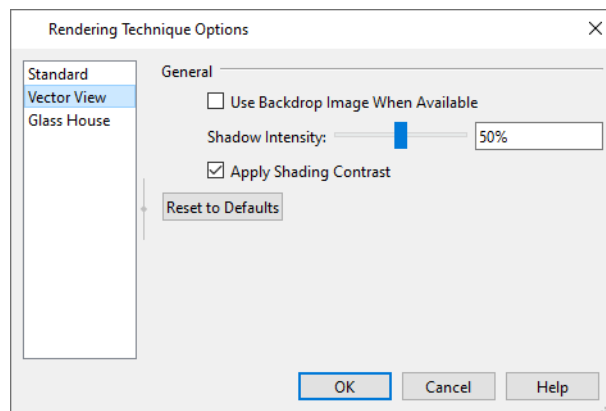 Rendering Technique Options
Standard
Vector View
Glass House
General
Use Backdrop Image When Available
Shadow Intensity: 50%
Apply Shading Contrast
Reset to Defaults
OK Cancel Help